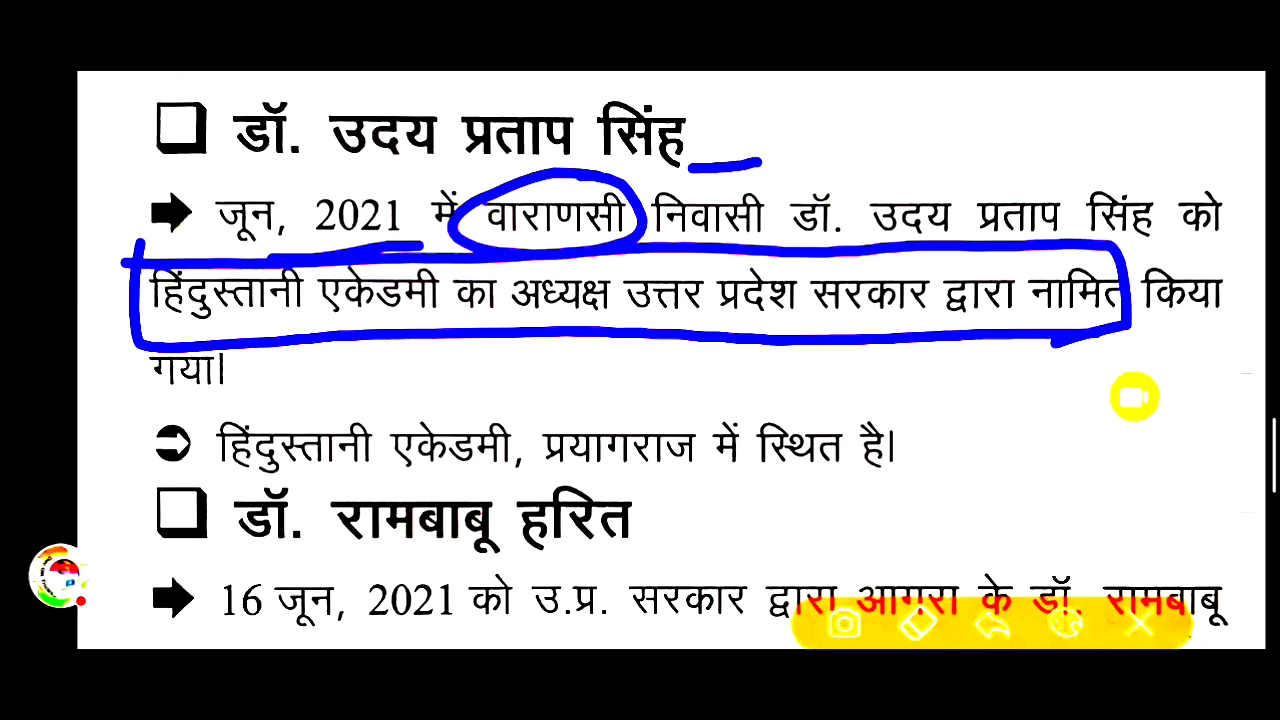 डॉ. उदय प्रताप सिंह
जून, 2021 में वाराणसी निवासी डॉ. उदय प्रताप सिंह को
हिंदुस्तानी एकेडमी का अध्यक्ष उत्तर प्रदेश सरकार द्वारा नामित किया
गया।
हिंदुस्तानी एकेडमी, प्रयागराज में स्थित है।
डॉ. रामबाबू हरित
16 जून, 2021 को उ.प्र. सरकार द्वारा आगरा के डॉ. रामबाबू